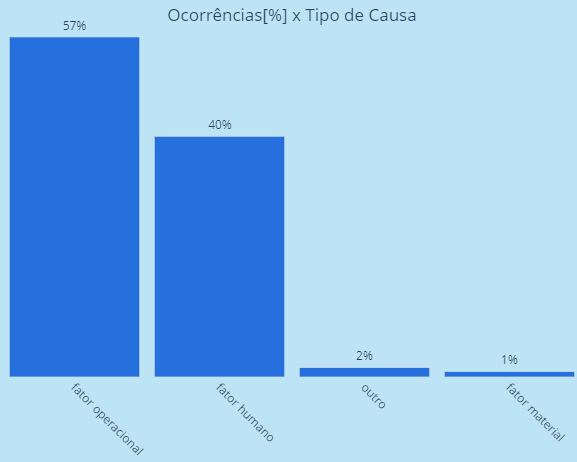 Ocorrências[%] x Tipo de Causa
57%
40%
2%
1%
fator operacional
fator humano
outro
fator material